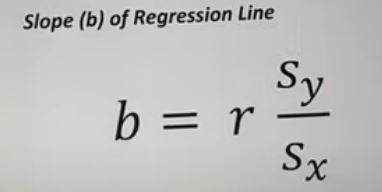 Slope (b) of Regression Line
b = r Sy/Sx